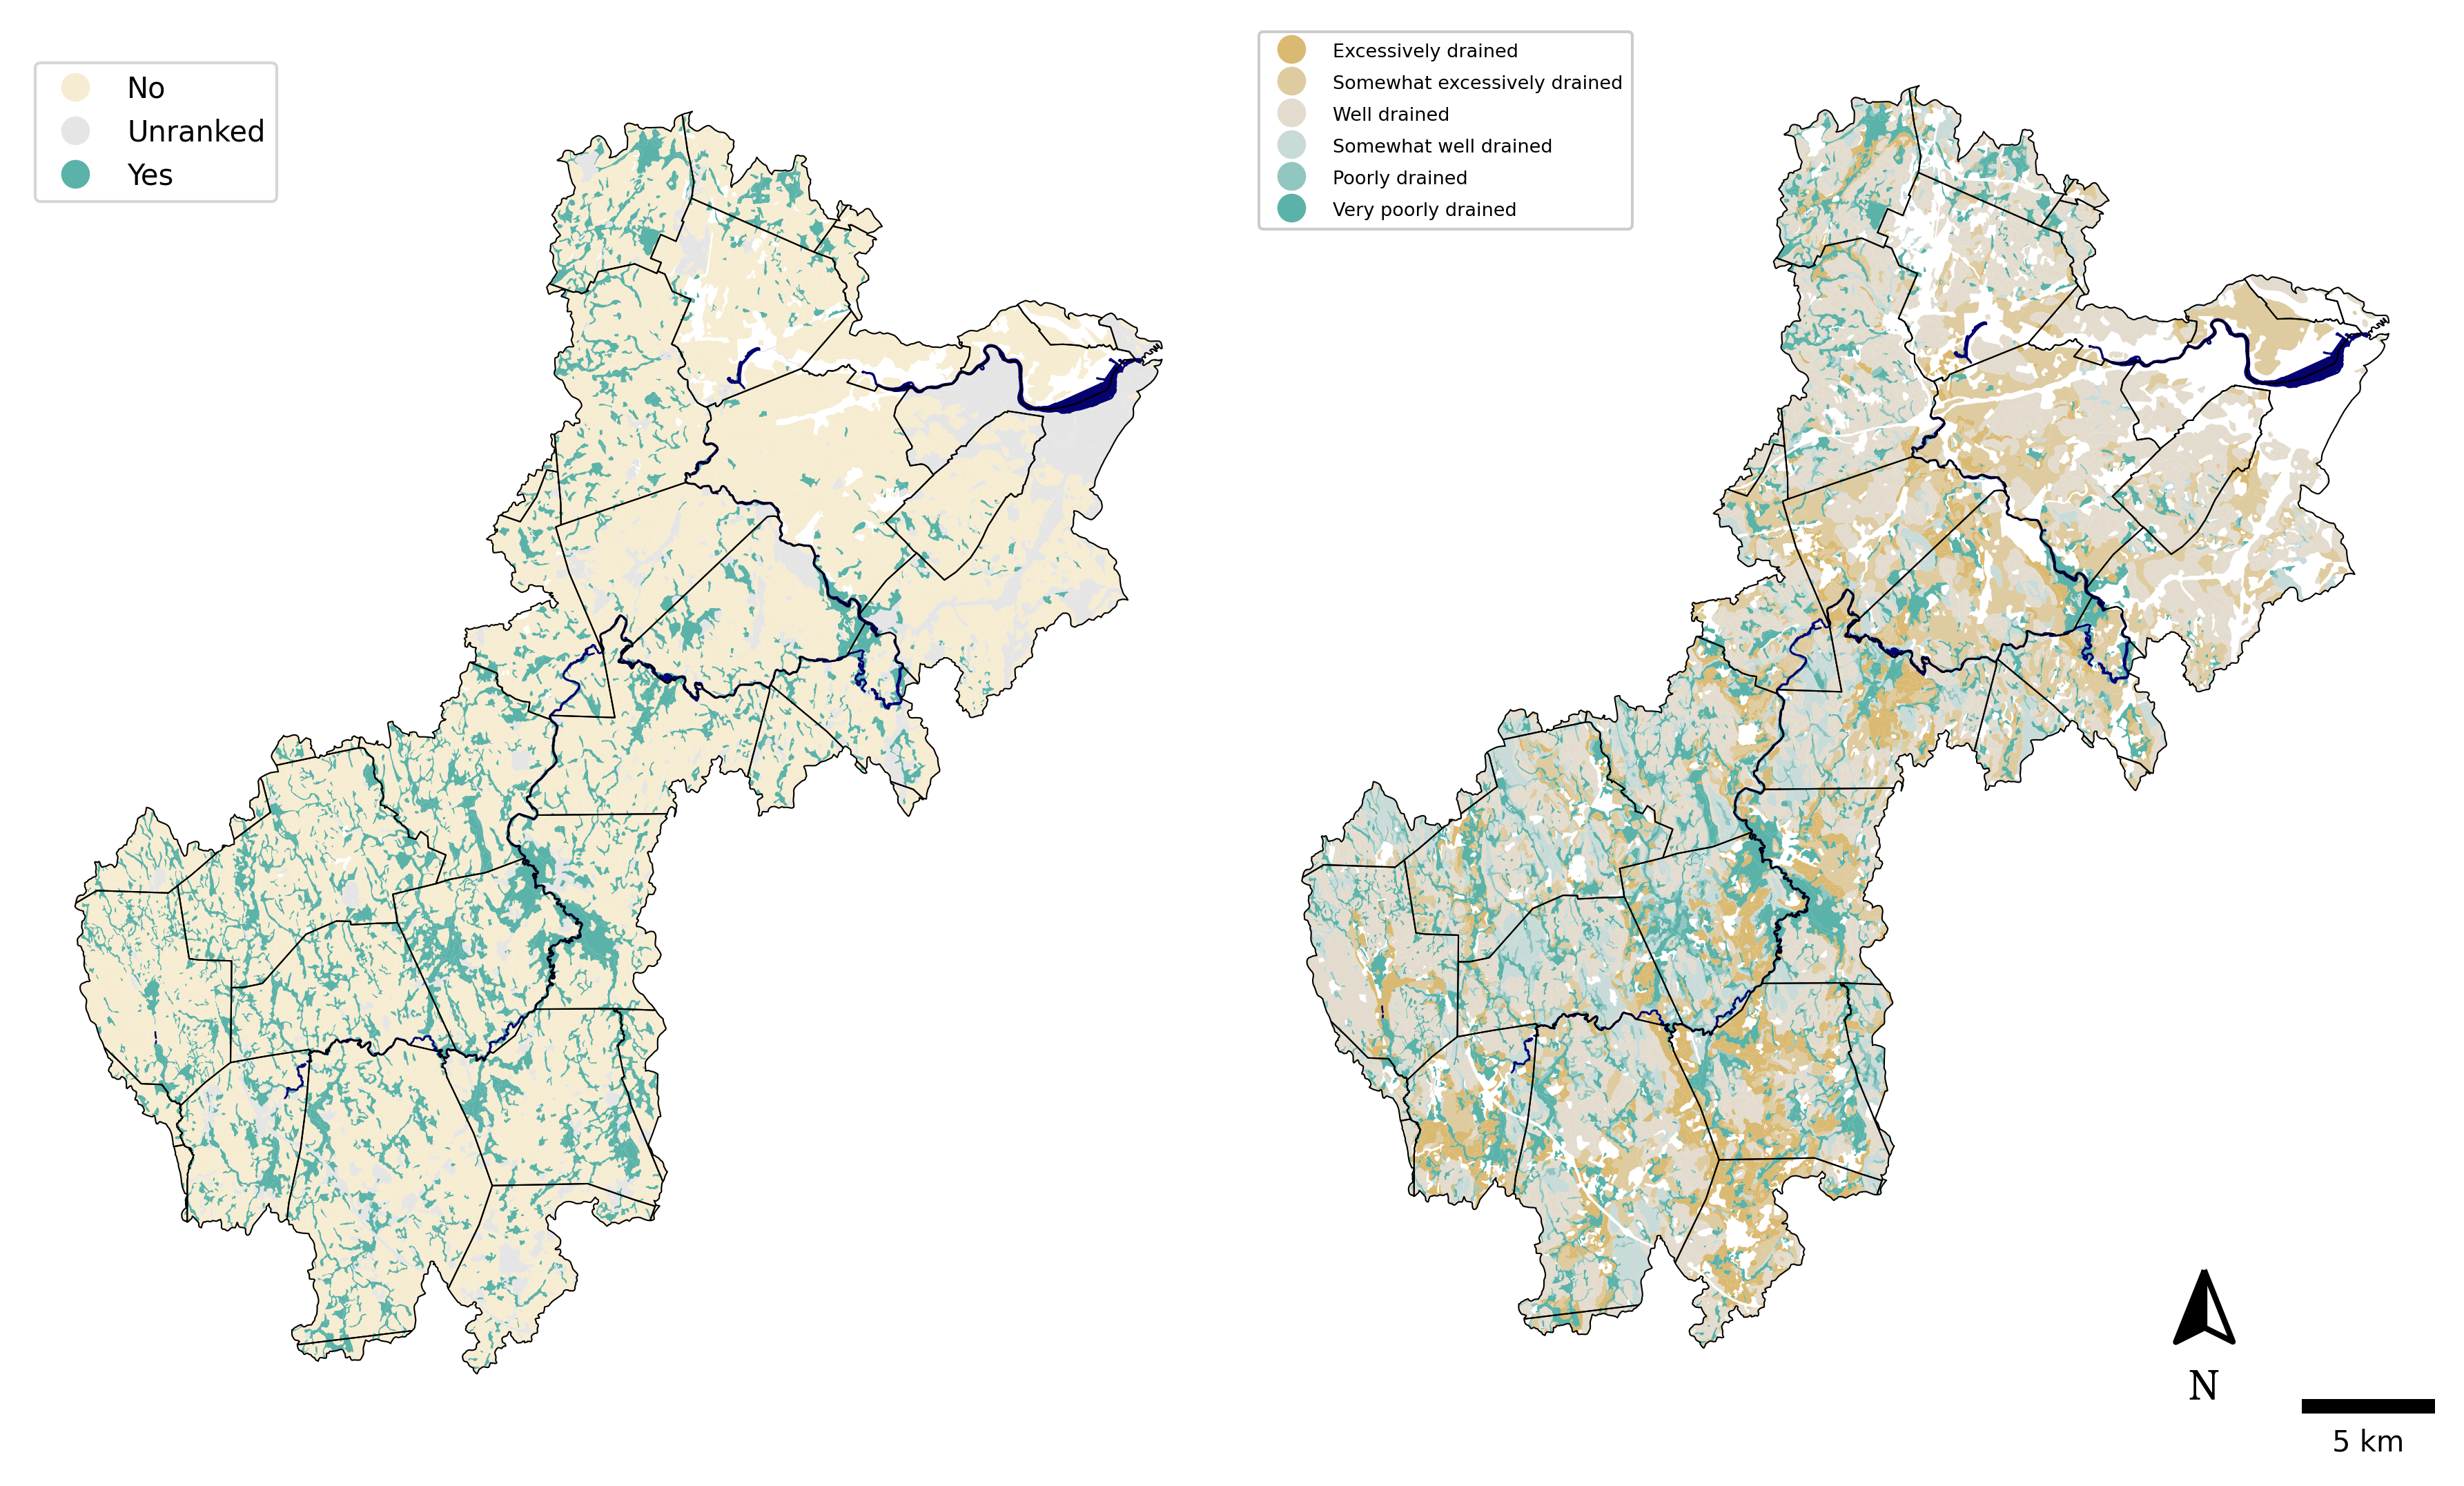 No
Unranked
Yes
Excessively drained
Somewhat excessively drained
Well drained
Somewhat well drained
Poorly drained
Very poorly drained
N
5 km